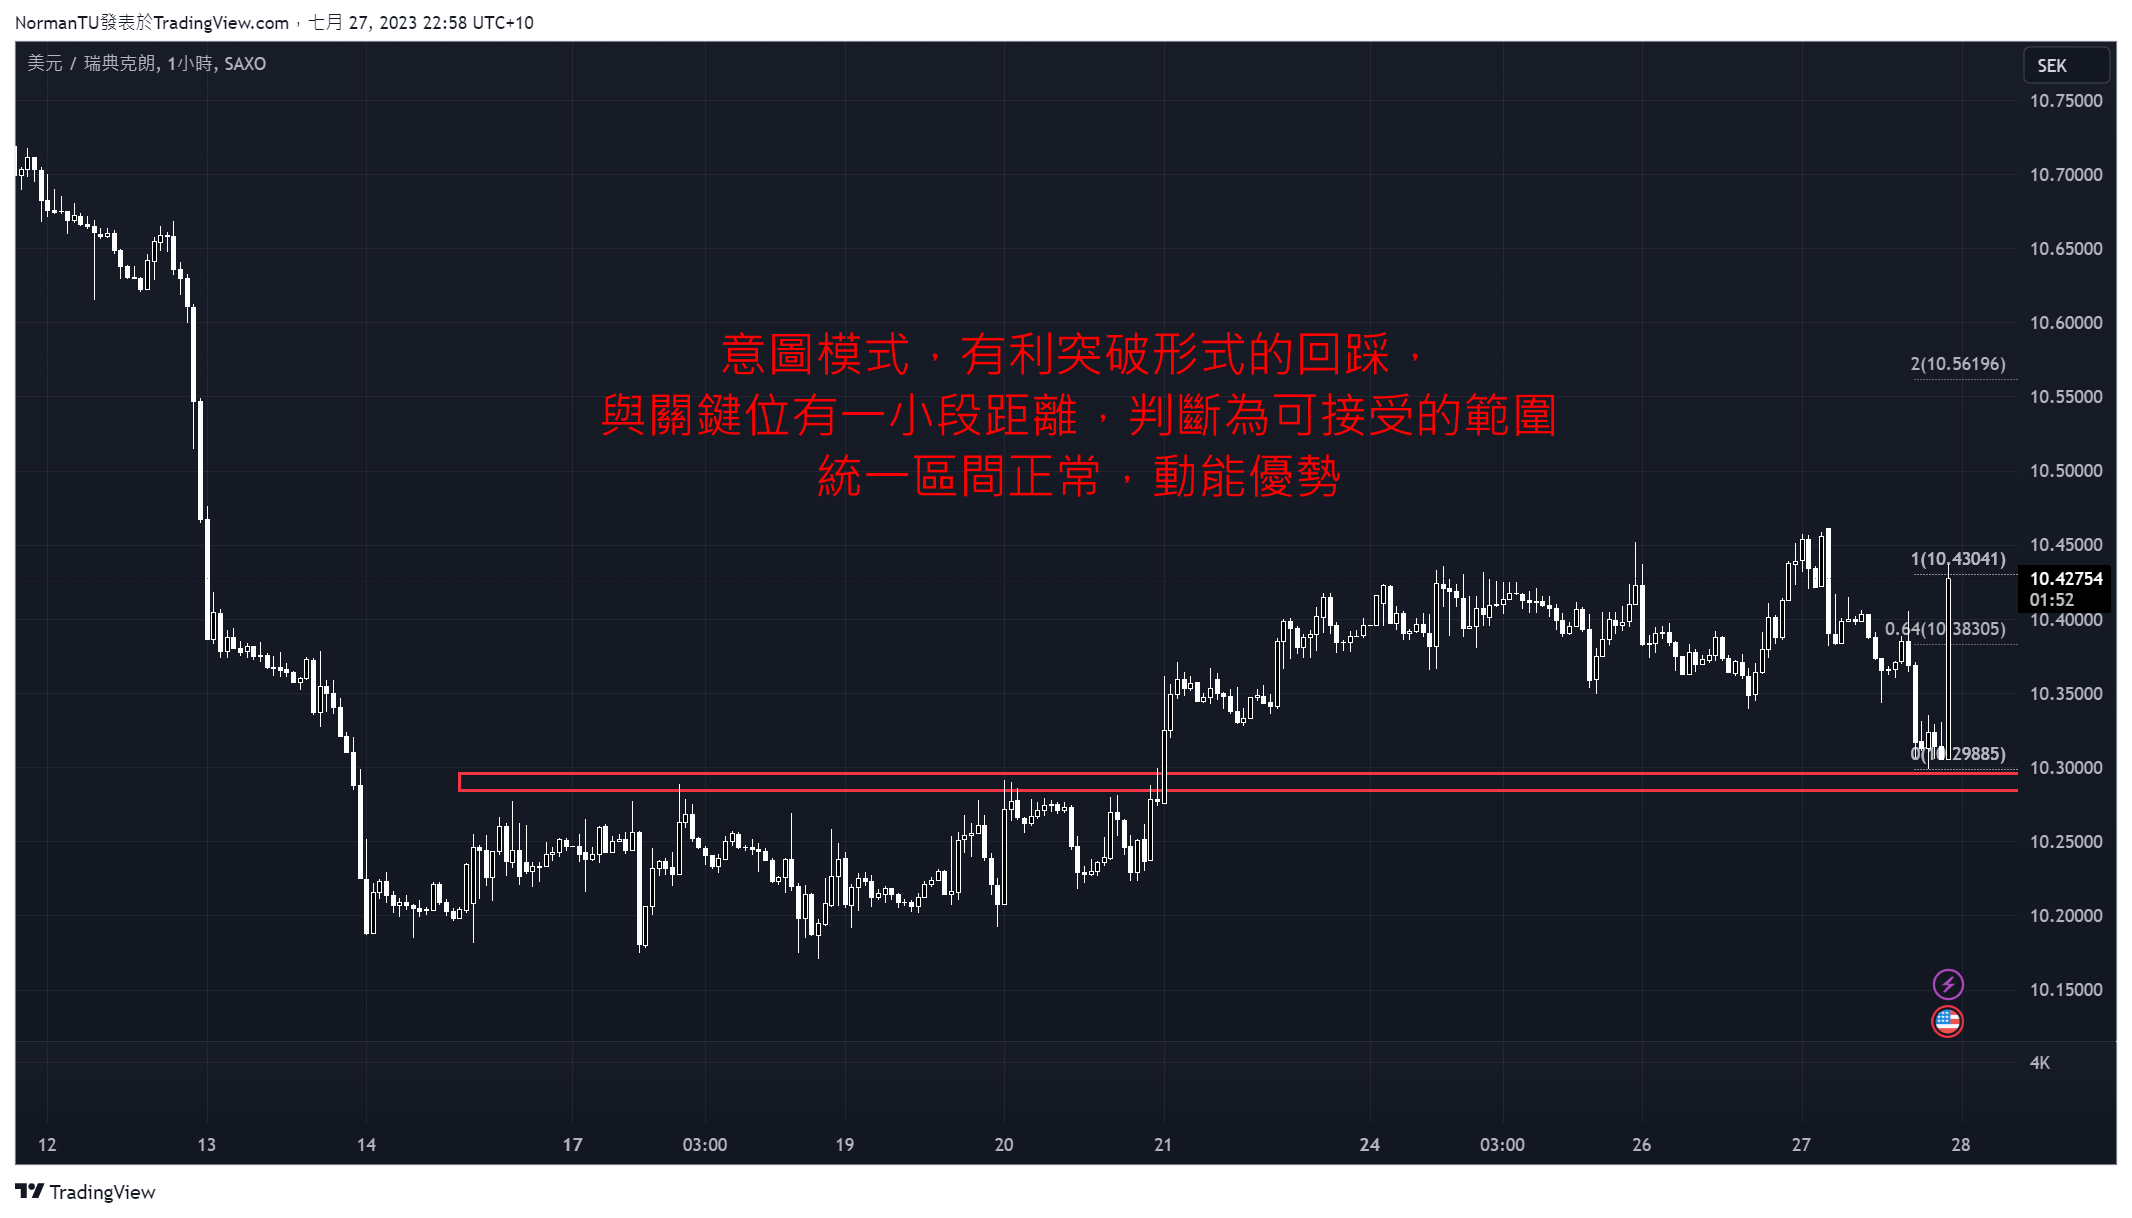 NormanTU發表於TradingView.com，七月 27, 2023 22:58 UTC+10
美元 / 瑞典克朗, 1小時, SAXO
SEK
10.75000
10.70000
10.65000
10.60000
意圖模式，有利突破形式的回踩，
2(10.56196)
10.55000
與關鍵位有一小段距離，判斷為可接受的範圍
統一區間正常，動能優勢
10.50000
10.45000
1(10.43041)
10.42754
01:52
10.40000
0.64(10.38305)
10.35000
0(10.29885)
10.30000
10.25000
10.20000
10.15000
4K
12 13 14 17 03:00 19 20 21 24 03:00 26 27 28
TradingView